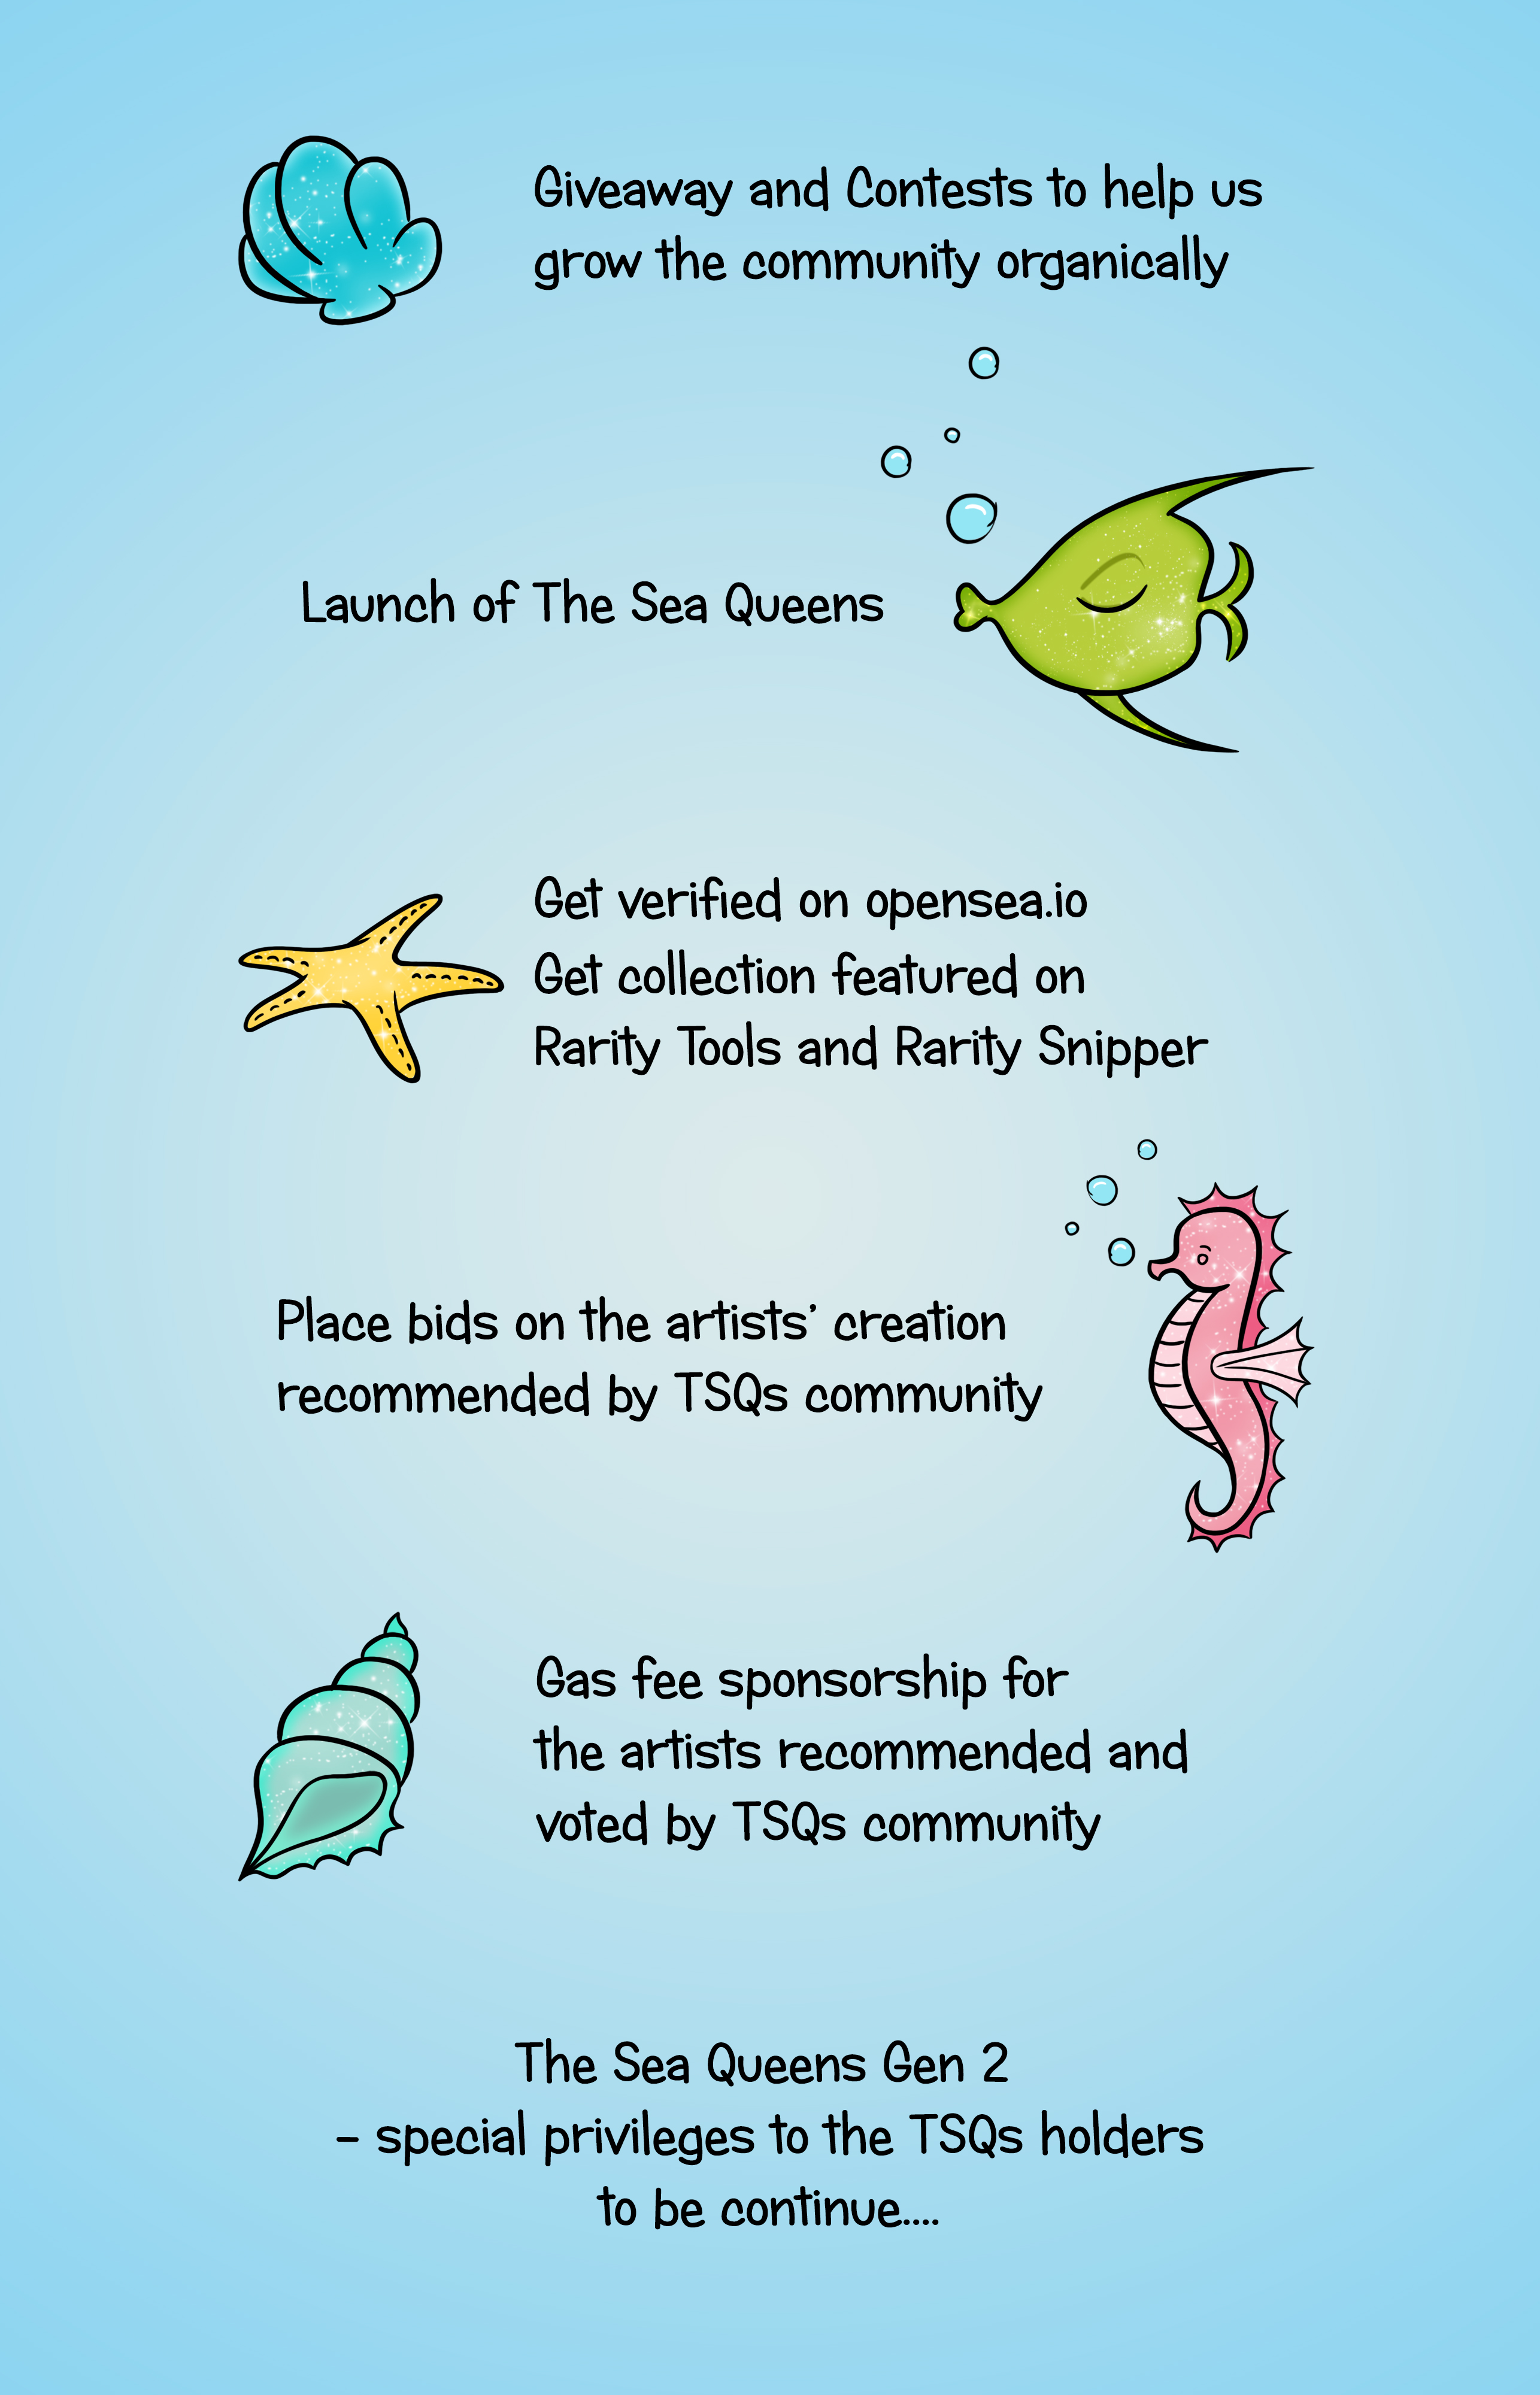 Giveaway and Contests to help us
grow the community organically
Launch of The Sea Queens
Get verified on opensea.io
Get collection featured on
Rarity Tools and Rarity Snipper
Place bids on the artists' creation
recommended by TSQs community
Gas fee sponsorship for
the artists recommended and
voted by TSQs community
The Sea Queens Gen 2
- special privileges to the TSQs holders
to be continue....